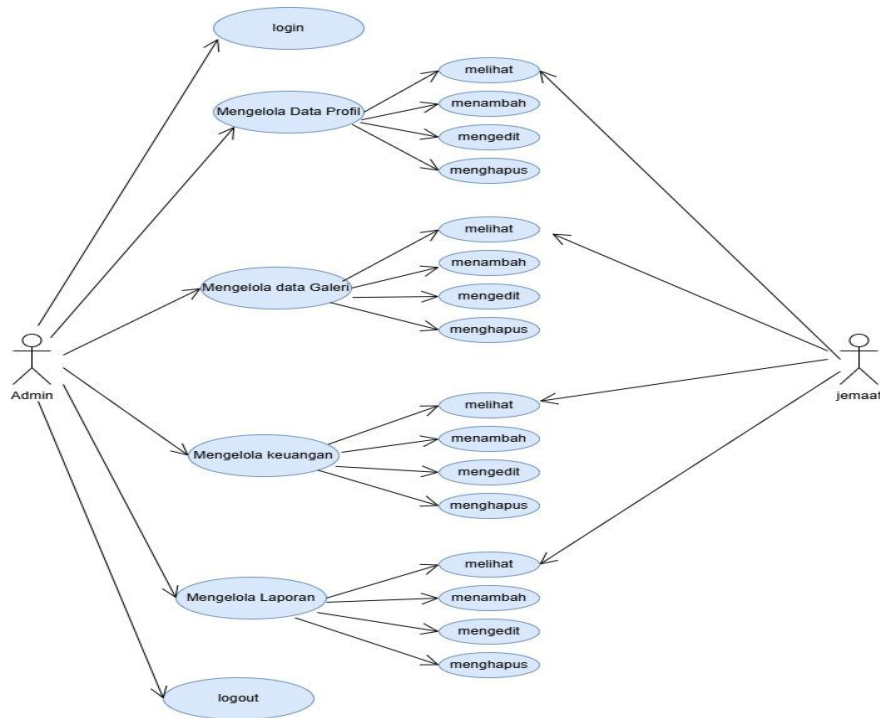 login
melihat
Mengelola Data Profil
menambah
mengedit
menghapus
melihat
menambah
Mengelola data Galeri
mengedit
menghapus
Admin
jemaat
melihat
menambah
Mengelola keuangan
mengedit
menghapus
melihat
Mengelola Laporan
menambah
mengedit
menghapus
logout